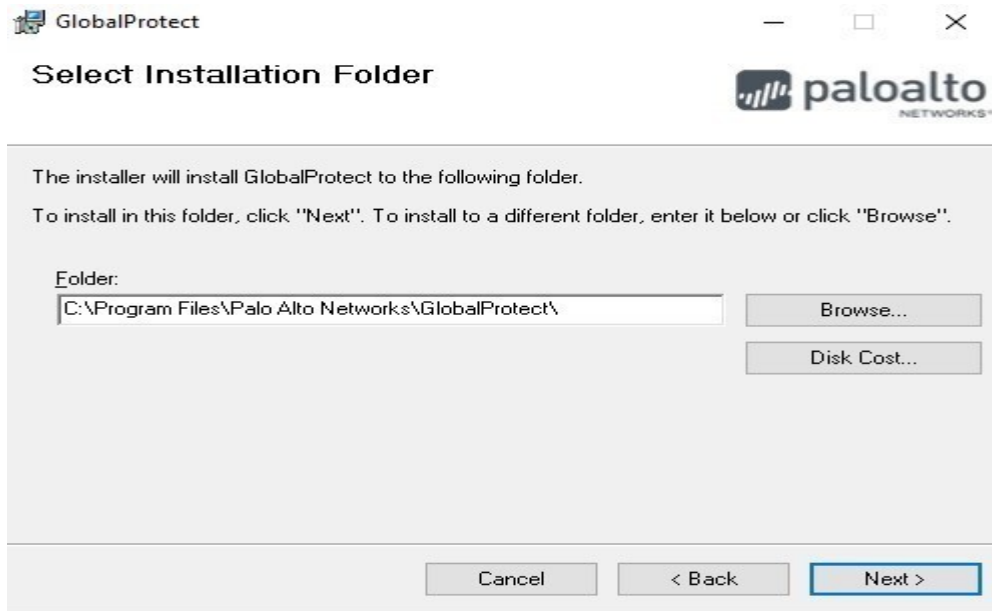 GlobalProtect
Select Installation Folder
paloalto
NETWORKS
The installer will install GlobalProtect to the following folder.
To install in this folder, click "Next". To install to a different folder, enter it below or click "Browse".
Folder:
C:\Program Files\Palo Alto Networks\GlobalProtect\
Browse...
Disk Cost...
Cancel
< Back
Next >